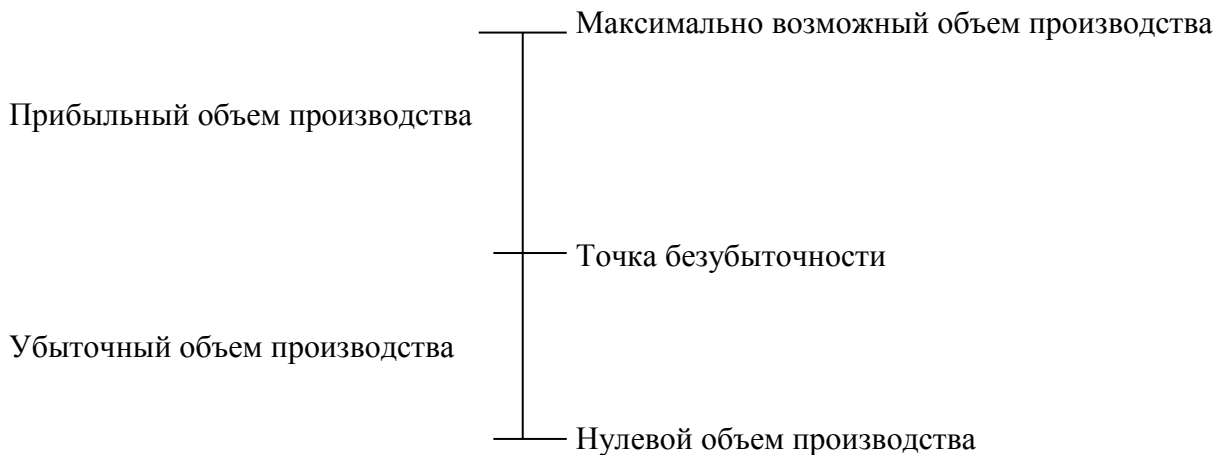 Максимально возможный объем производства
Прибыльный объем производства
Точка безубыточности
Убыточный объем производства
Нулевой объем производства